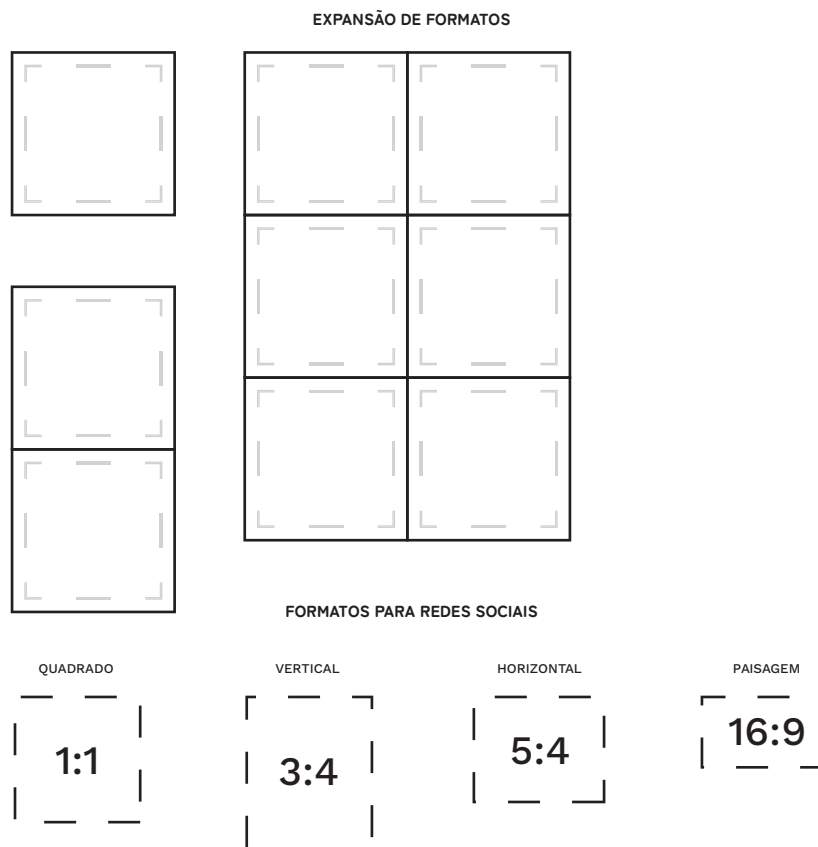 EXPANSÃO DE FORMATOS
FORMATOS PARA REDES SOCIAIS
QUADRADO
VERTICAL
HORIZONTAL
PAISAGEM
1:1
3:4
5:4
16:9